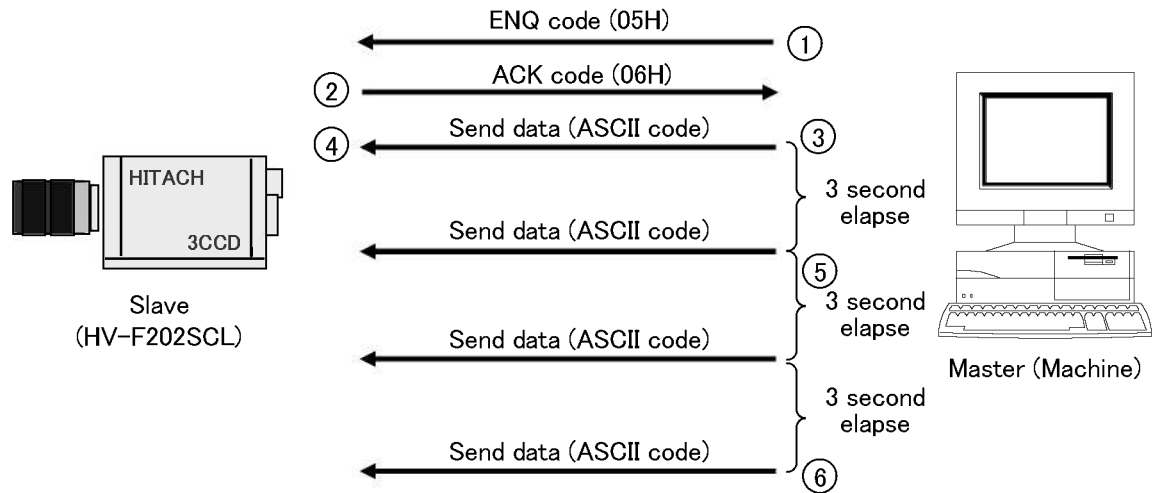 ENQ code (05H)
①
② ACK code (06H)
Send data (ASCII code) ③
④
HITACH
3 second
elapse
3CCD
Send data (ASCII code)
⑤
Slave
(HV-F202SCL)
3 second
elapse
Send data (ASCII code)
Master (Machine)
3 second
elapse
Send data (ASCII code)
⑥